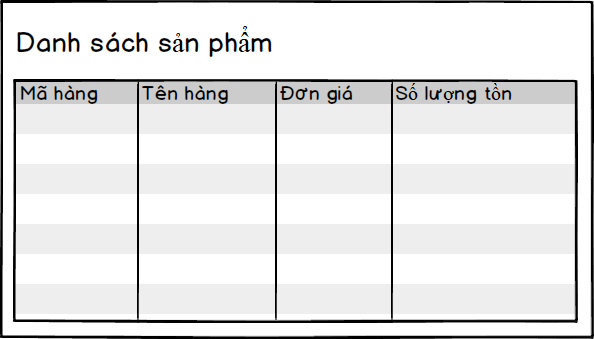 Danh sách sản phẩm
Mã hàng Tên hàng Đơn giá Số lượng tồn